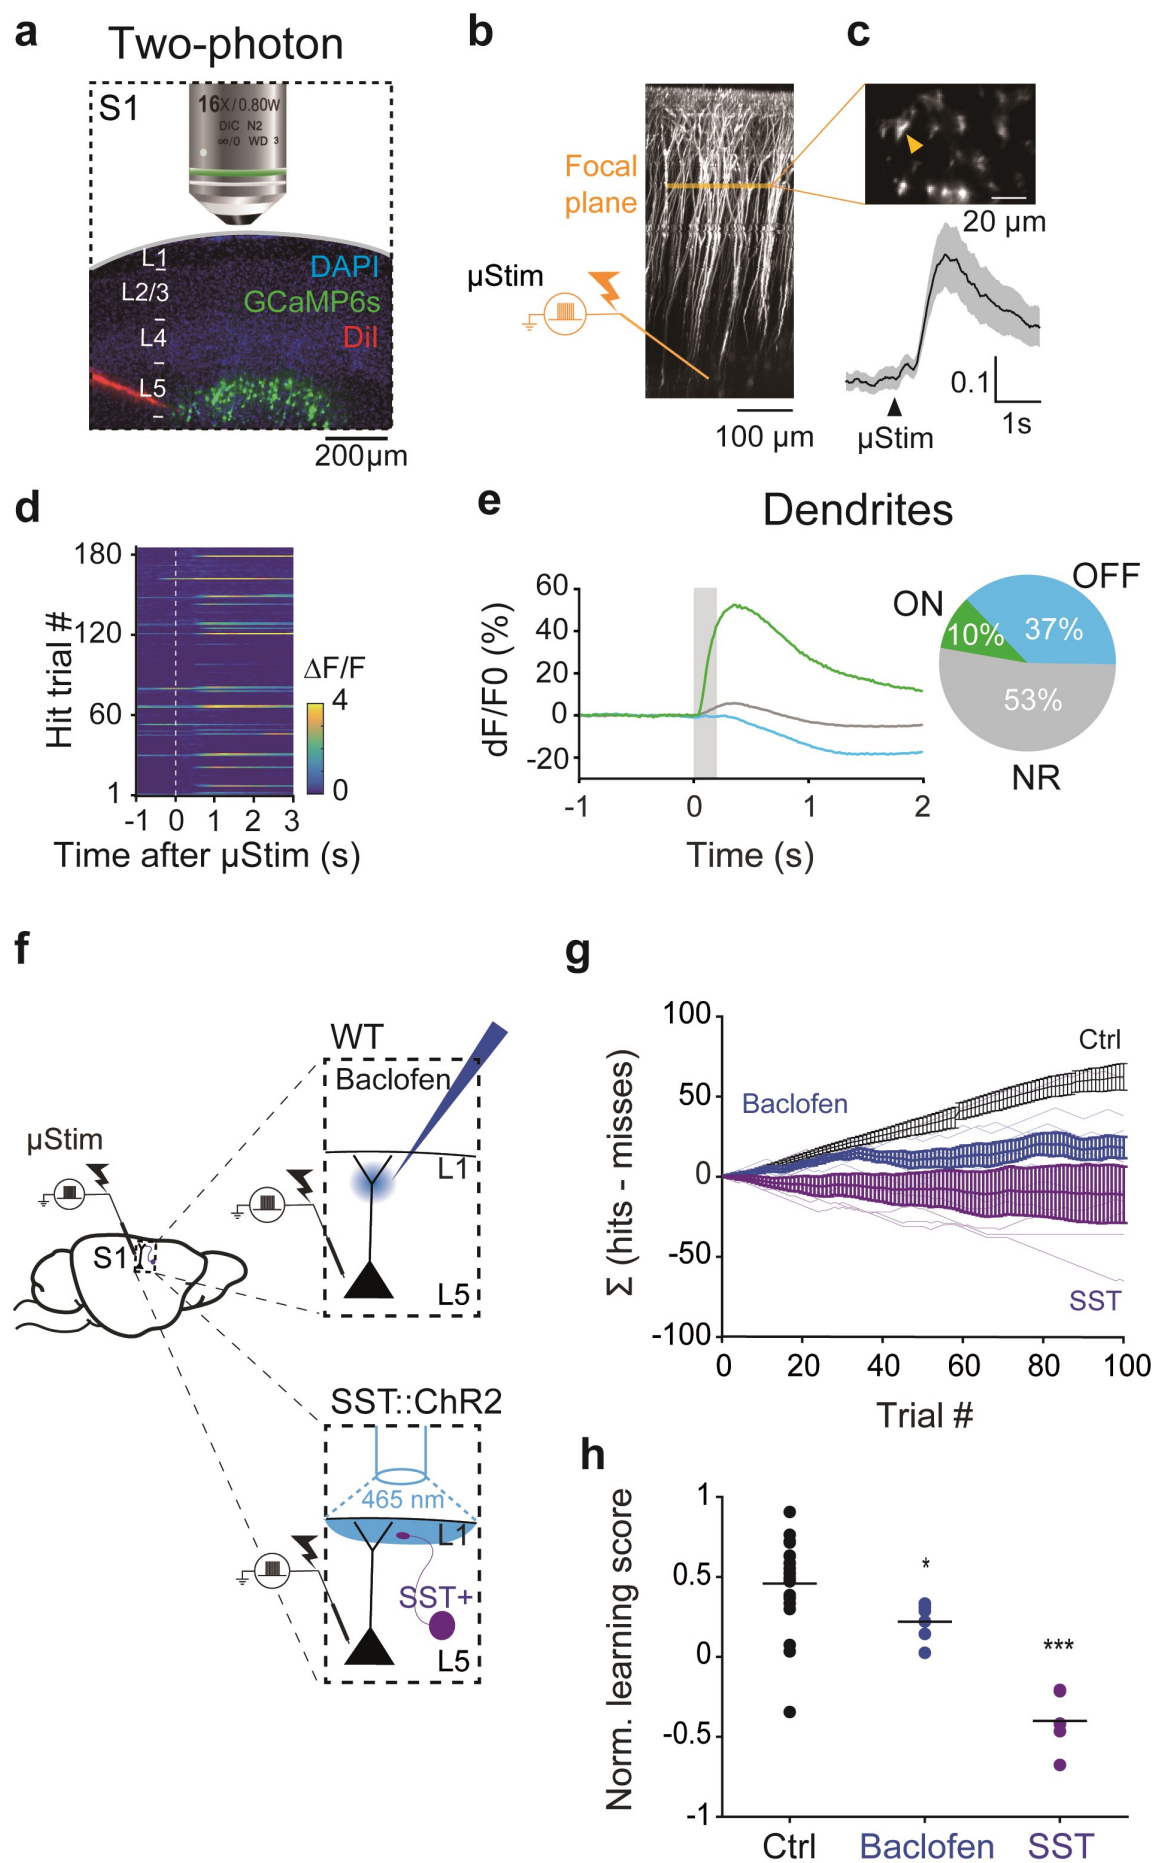 a
Two-photon
S1
16X/0.80W
DIC N2
∞/0 WD 3
L1
L2/3
L4
L5
DAPI
GCaMP6s
DiI
200µm
b
Focal
plane
µStim
100 µm
c
20 µm
0.1
1s
µStim
d
Hit trial #
180
120
60
1
-1 0 1 2 3
Time after µStim (s)
ΔF/F
4
0
e
Dendrites
dF/F0 (%)
60
40
20
0
-20
-1 0 1 2
Time (s)
ON
OFF
10%
37%
53%
NR
f
µStim
S1
WT
Baclofen
L1
L5
SST::ChR2
465 nm
L1
SST+
L5
g
Σ (hits - misses)
100
50
0
-50
-100
Ctrl
Baclofen
SST
0 20 40 60 80 100
Trial #
h
Norm. learning score
1
0.5
0
-0.5
-1
*
***
Ctrl Baclofen SST